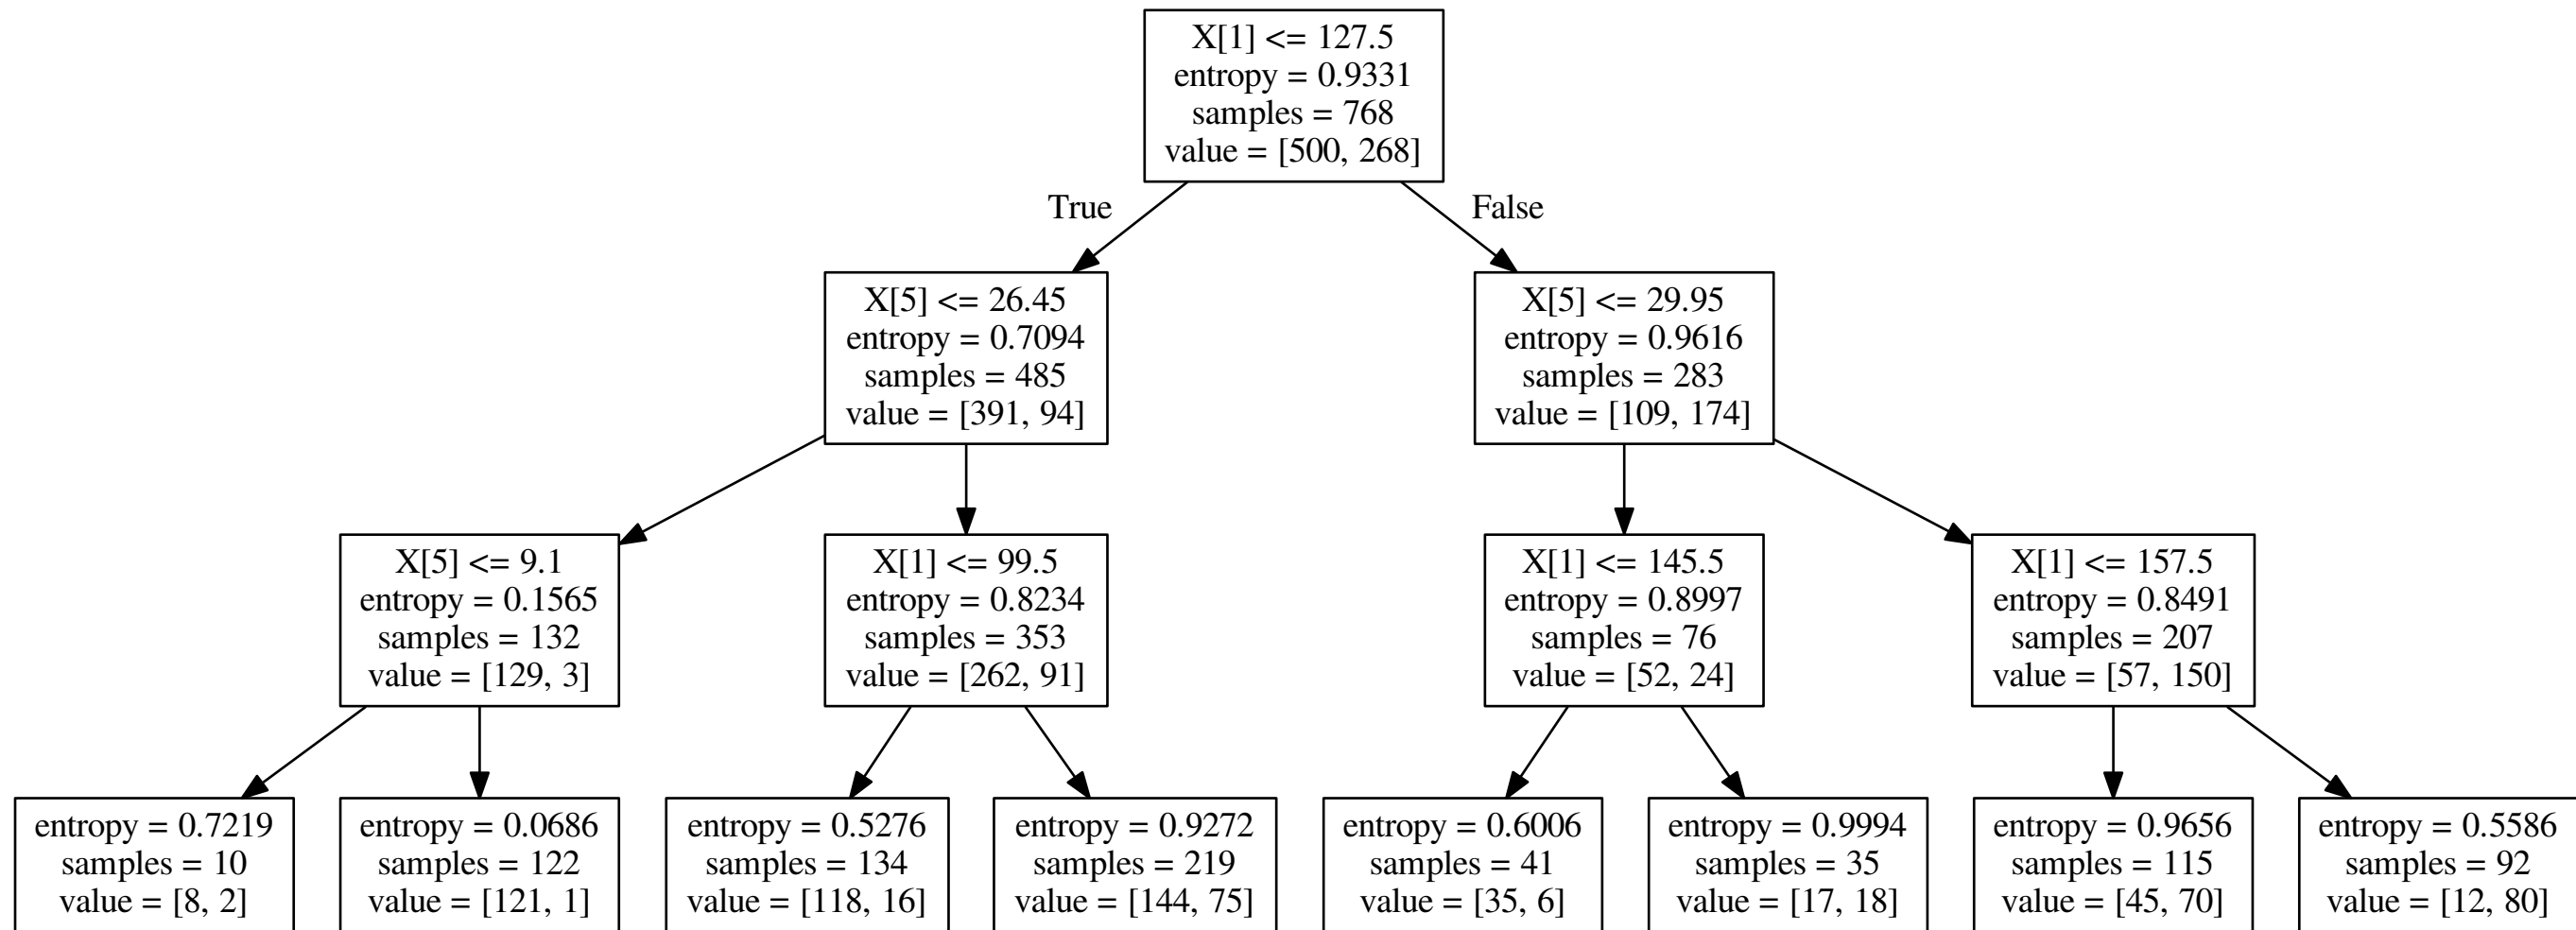 X[1] <= 127.5
entropy = 0.9331
samples = 768
value = [500, 268]
True
False
X[5] <= 26.45
entropy = 0.7094
samples = 485
value = [391, 94]
X[5] <= 29.95
entropy = 0.9616
samples = 283
value = [109, 174]
X[5] <= 9.1
entropy = 0.1565
samples = 132
value = [129, 3]
X[1] <= 99.5
entropy = 0.8234
samples = 353
value = [262, 91]
X[1] <= 145.5
entropy = 0.8997
samples = 76
value = [52, 24]
X[1] <= 157.5
entropy = 0.8491
samples = 207
value = [57, 150]
entropy = 0.7219
samples = 10
value = [8, 2]
entropy = 0.0686
samples = 122
value = [121, 1]
entropy = 0.5276
samples = 134
value = [118, 16]
entropy = 0.9272
samples = 219
value = [144, 75]
entropy = 0.6006
samples = 41
value = [35, 6]
entropy = 0.9994
samples = 35
value = [17, 18]
entropy = 0.9656
samples = 115
value = [45, 70]
entropy = 0.5586
samples = 92
value = [12, 80]